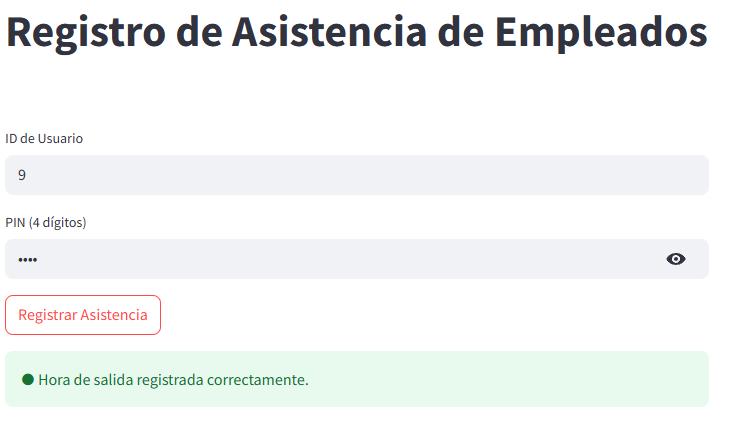 Registro de Asistencia de Empleados
ID de Usuario
9
PIN (4 dígitos)
••••
Registrar Asistencia
● Hora de salida registrada correctamente.